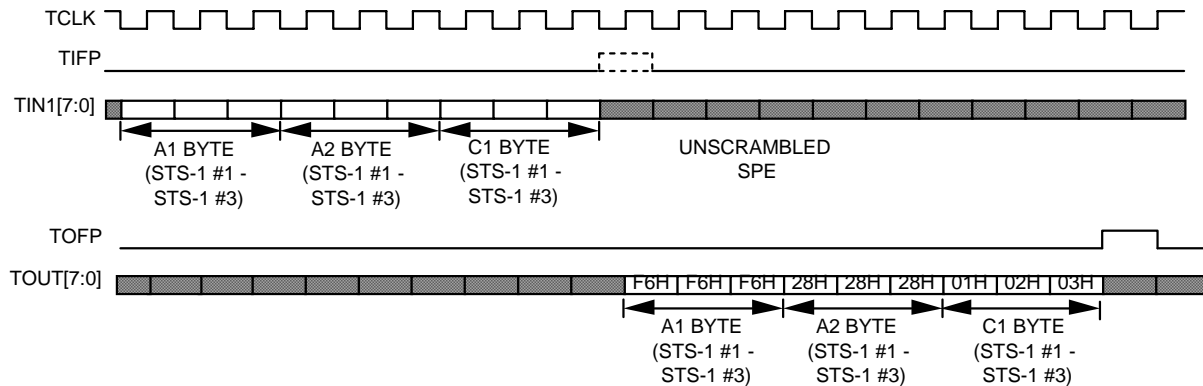 TCLK
TIFP
TIN1[7:0]
A1 BYTE
(STS-1 #1 -
STS-1 #3)
A2 BYTE
(STS-1 #1 -
STS-1 #3)
C1 BYTE
(STS-1 #1 -
STS-1 #3)
UNSCRAMBLED
SPE
TOFP
TOUT[7:0]
F6H F6H F6H 28H 28H 28H 01H 02H 03H
A1 BYTE
(STS-1 #1 -
STS-1 #3)
A2 BYTE
(STS-1 #1 -
STS-1 #3)
C1 BYTE
(STS-1 #1 -
STS-1 #3)